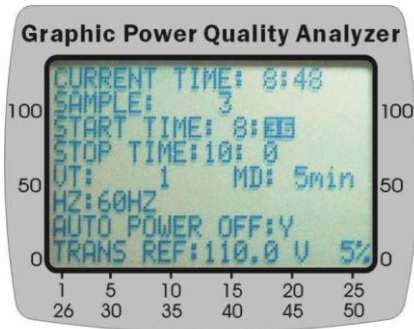 Graphic Power Quality Analyzer
CURRENT TIME: 8:48
SAMPLE: 3
START TIME: 8:
STOP TIME:10: 0
VT: 1 MD: 5min
HZ:60HZ
AUTO POWER OFF:Y
TRANS REF:110.0 V 5%
100 100
50 50
0 0
1 5 10 15 20 25
26 30 35 40 45 50